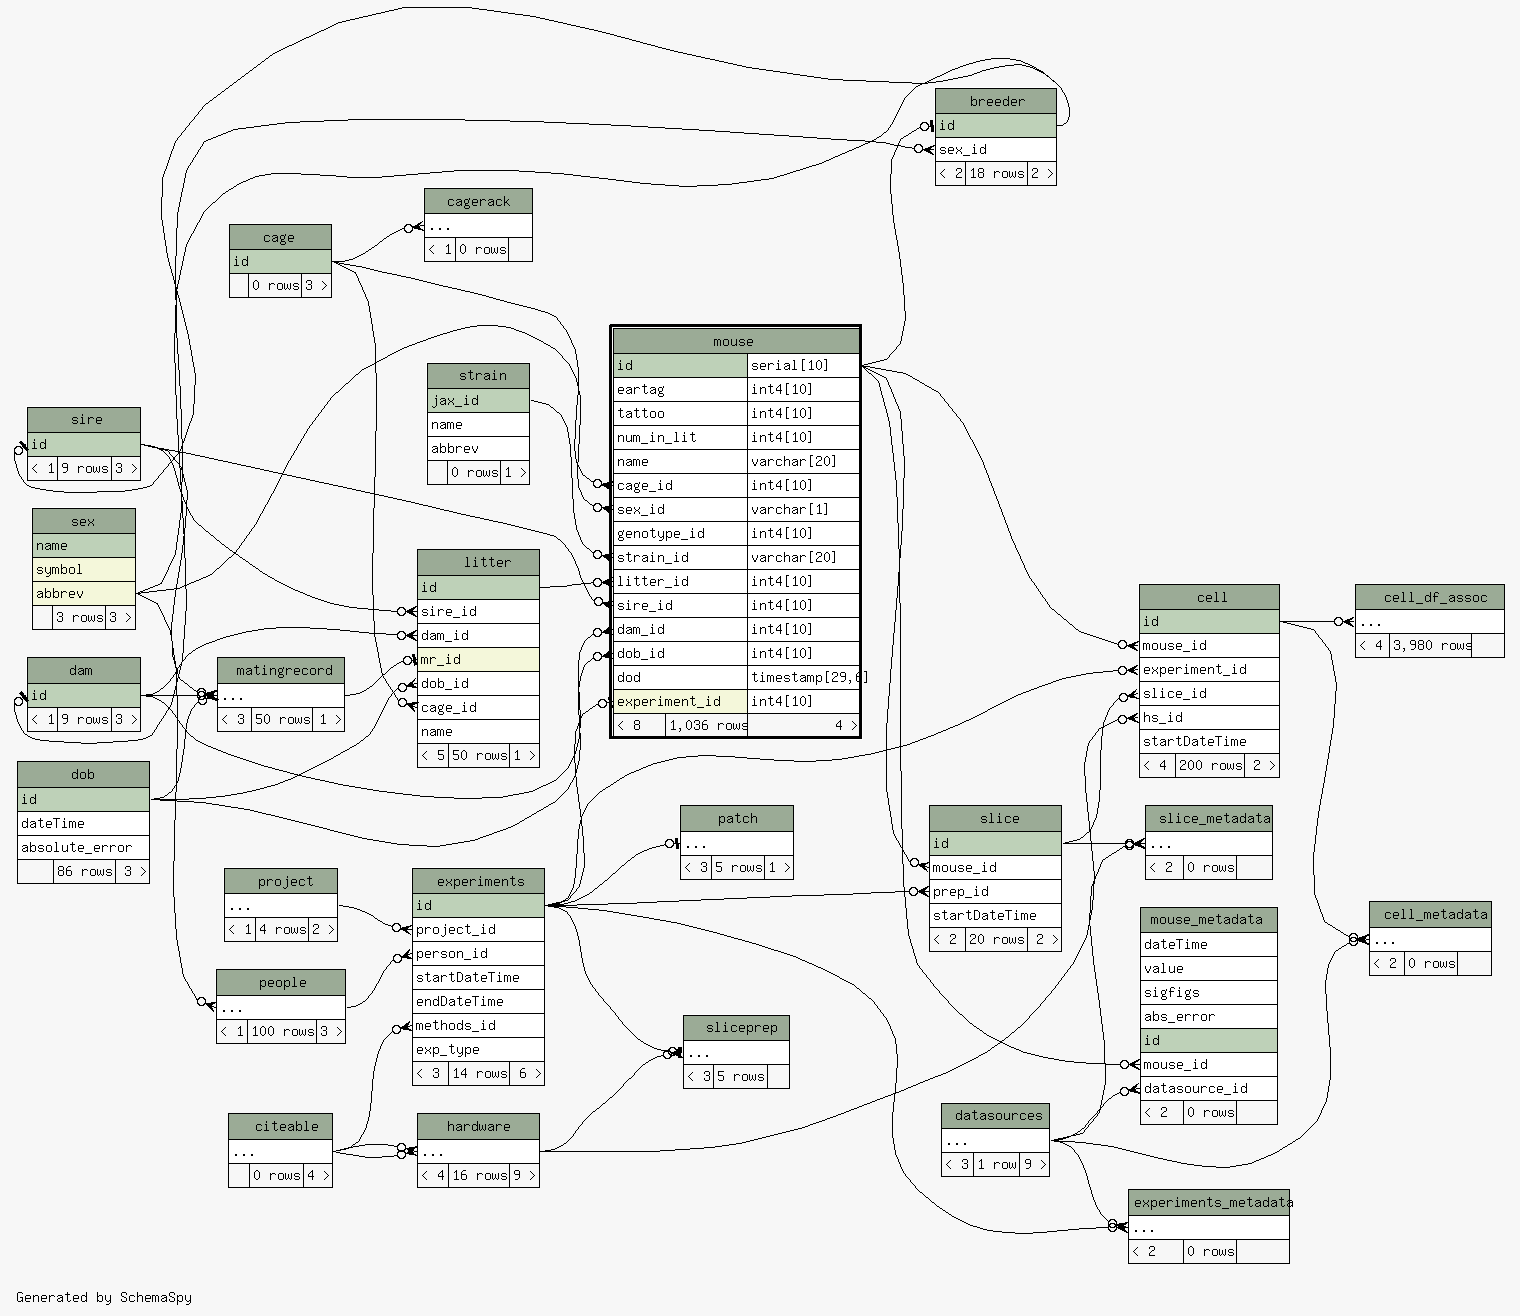 breeder
id
sex_id
< 2 18 rows 2 >
cagerack
...
< 1 0 rows
cage
id
0 rows 3 >
mouse
id serial[10]
eartag int4[10]
tattoo int4[10]
num_in_lit int4[10]
name varchar[20]
cage_id int4[10]
sex_id varchar[1]
genotype_id int4[10]
strain_id varchar[20]
litter_id int4[10]
sire_id int4[10]
dam_id int4[10]
dob_id int4[10]
dod timestamp[29,6]
experiment_id int4[10]
< 8 1,036 rows 4 >
strain
jax_id
name
abbrev
0 rows 1 >
sire
id
< 1 9 rows 3 >
sex
name
symbol
abbrev
3 rows 3 >
litter
id
sire_id
dam_id
mr_id
dob_id
cage_id
name
< 5 50 rows 1 >
dam
id
< 1 9 rows 3 >
matingrecord
...
< 3 50 rows 1 >
dob
id
dateTime
absolute_error
86 rows 3 >
cell
id
mouse_id
experiment_id
slice_id
hs_id
startDateTime
< 4 200 rows 2 >
cell_df_assoc
...
< 4 3,980 rows
patch
...
< 3 5 rows 1 >
slice
id
mouse_id
prep_id
startDateTime
< 2 20 rows 2 >
slice_metadata
...
< 2 0 rows
project
...
< 1 4 rows 2 >
experiments
id
project_id
person_id
startDateTime
endDateTime
methods_id
exp_type
< 3 14 rows 6 >
people
...
< 1 100 rows 3 >
mouse_metadata
dateTime
value
sigfigs
abs_error
id
mouse_id
datasource_id
< 2 0 rows
cell_metadata
...
< 2 0 rows
sliceprep
...
< 3 5 rows
citeable
...
0 rows 4 >
hardware
...
< 4 16 rows 9 >
datasources
...
< 3 1 row 9 >
experiments_metadata
...
< 2 0 rows
Generated by SchemaSpy